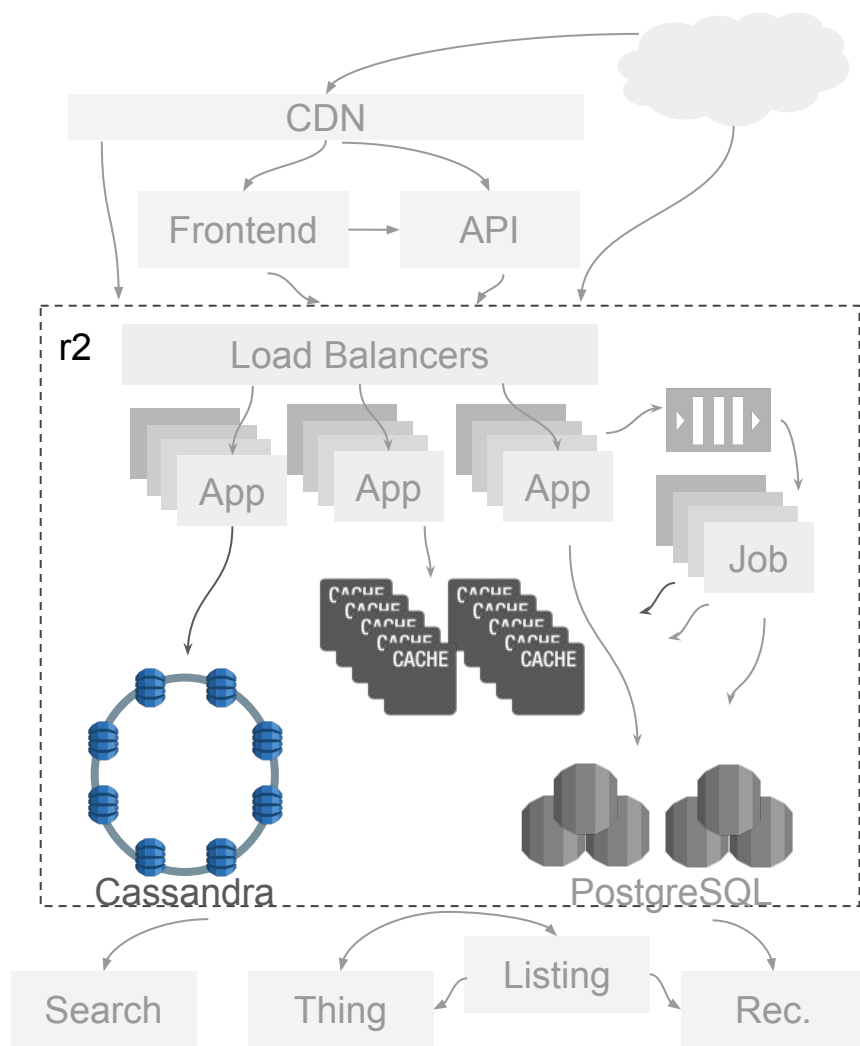 CDN
Frontend
API
r2
Load Balancers
App
App
App
Job
CACHE
CACHE
CACHE
CACHE
CACHE
CACHE
CACHE
CACHE
CACHE
CACHE
Cassandra
PostgreSQL
Search
Thing
Listing
Rec.